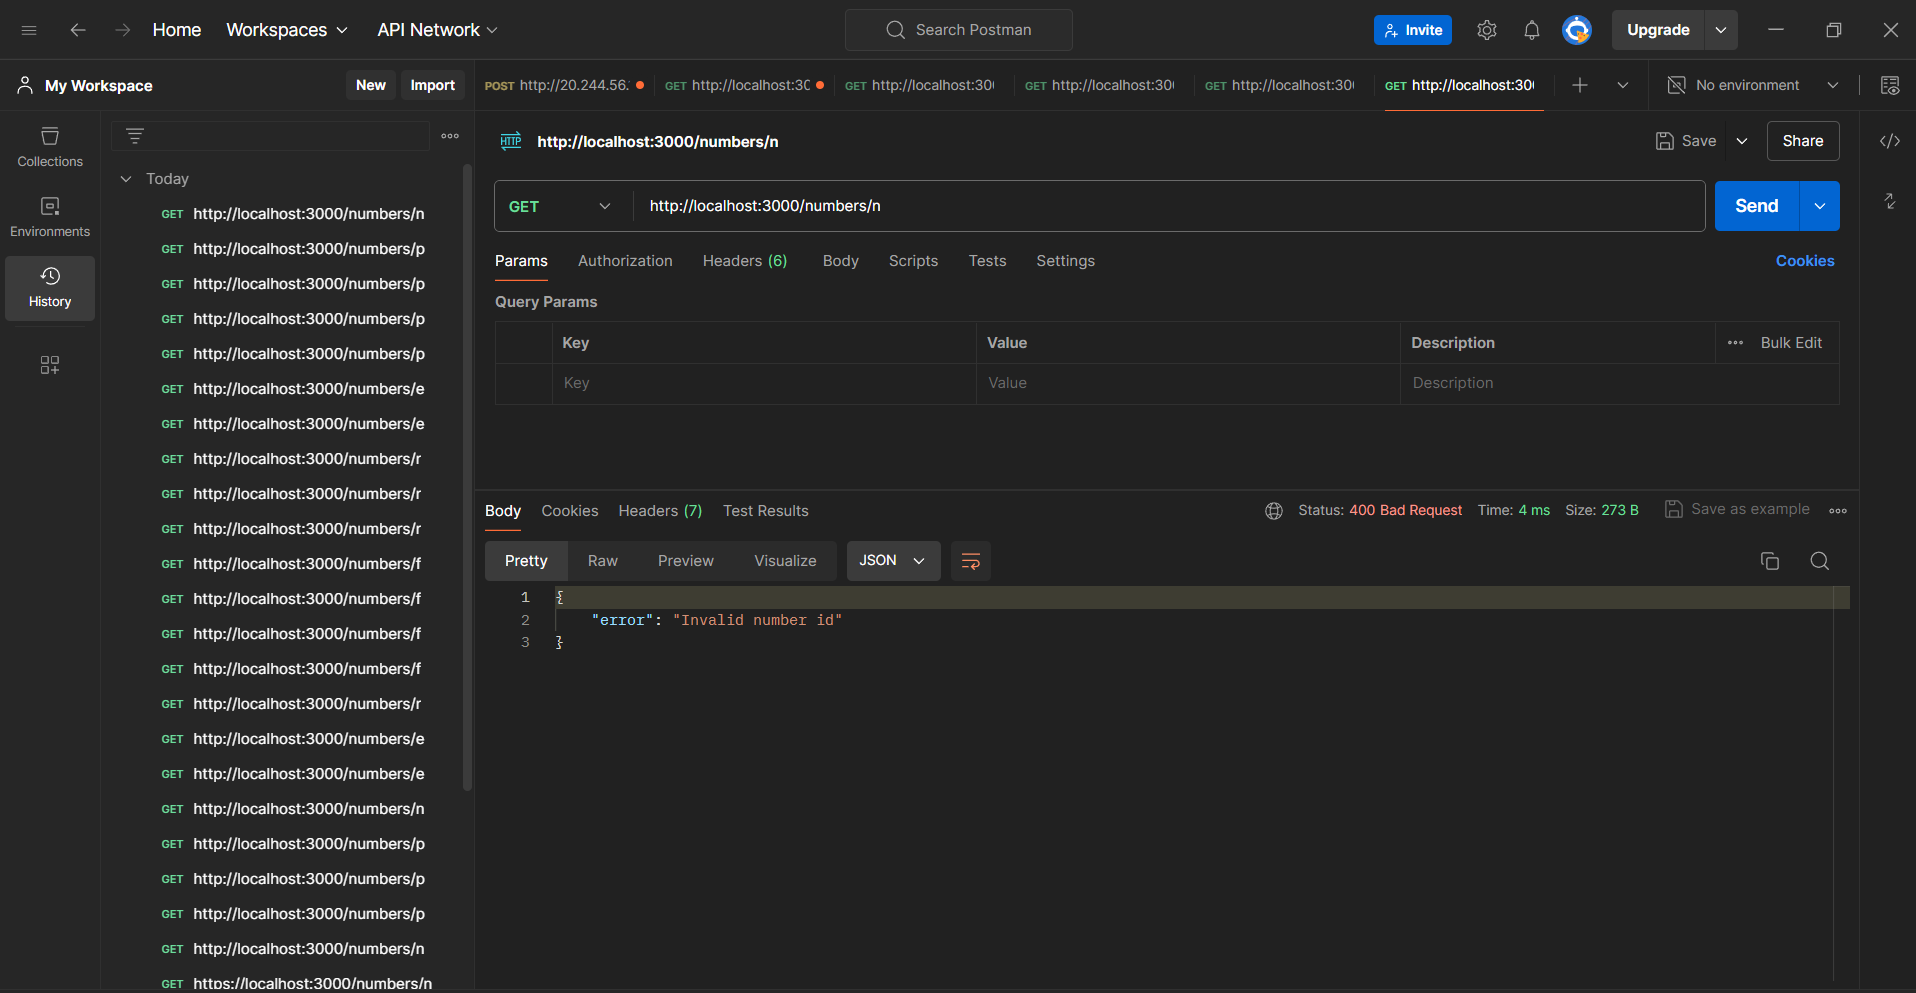 Home Workspaces API Network Search Postman Invite Upgrade
My Workspace New Import POST http://20.244.56. GET http://localhost:30 GET http://localhost:300 GET http://localhost:300 GET http://localhost:300 GET http://localhost:300 No environment
Collections
Environments
History
Today
GET http://localhost:3000/numbers/n
GET http://localhost:3000/numbers/p
GET http://localhost:3000/numbers/p
GET http://localhost:3000/numbers/p
GET http://localhost:3000/numbers/p
GET http://localhost:3000/numbers/e
GET http://localhost:3000/numbers/e
GET http://localhost:3000/numbers/r
GET http://localhost:3000/numbers/r
GET http://localhost:3000/numbers/r
GET http://localhost:3000/numbers/f
GET http://localhost:3000/numbers/f
GET http://localhost:3000/numbers/f
GET http://localhost:3000/numbers/f
GET http://localhost:3000/numbers/r
GET http://localhost:3000/numbers/e
GET http://localhost:3000/numbers/e
GET http://localhost:3000/numbers/n
GET http://localhost:3000/numbers/p
GET http://localhost:3000/numbers/p
GET http://localhost:3000/numbers/p
GET http://localhost:3000/numbers/n
GET https://localhost:3000/numbers/n
HTTP http://localhost:3000/numbers/n Save Share
GET http://localhost:3000/numbers/n Send
Params Authorization Headers (6) Body Scripts Tests Settings Cookies
Query Params
Key Value Description Bulk Edit
Key Value Description
Body Cookies Headers (7) Test Results Status: 400 Bad Request Time: 4 ms Size: 273 B Save as example
Pretty Raw Preview Visualize JSON
1 {
2 "error": "Invalid number id"
3 }